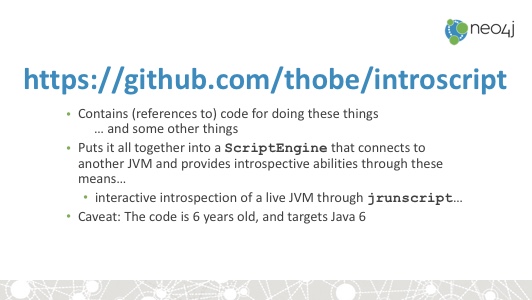 neo4j
https://github.com/thobe/introscript
• Contains (references to) code for doing these things
... and some other things
• Puts it all together into a ScriptEngine that connects to
another JVM and provides introspective abilities through these
means...
• interactive introspection of a live JVM through jrunscript...
• Caveat: The code is 6 years old, and targets Java 6